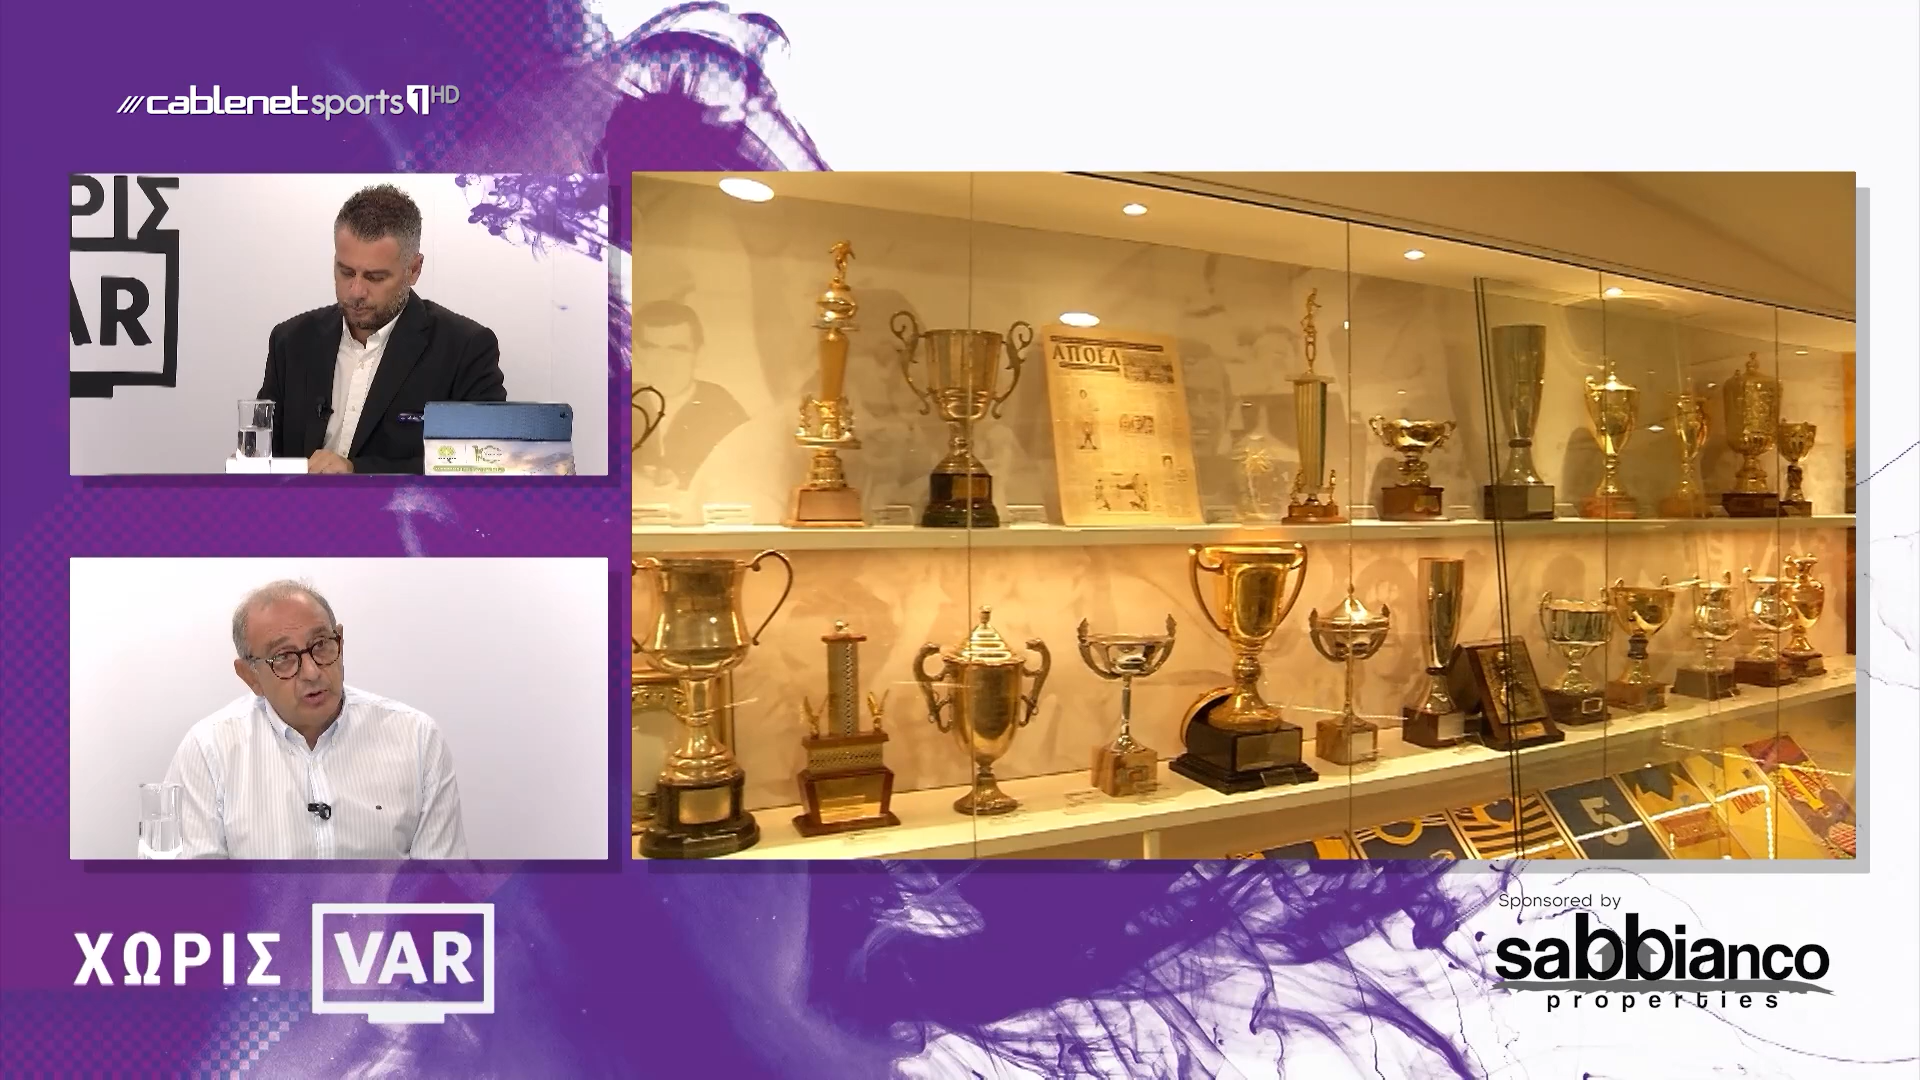 cablenet sports 1 HD
ΡΙΣ
AR
ΑΠΟΕΛ
5
ΧΩΡΙΣ VAR
Sponsored by
sabbianco
properties